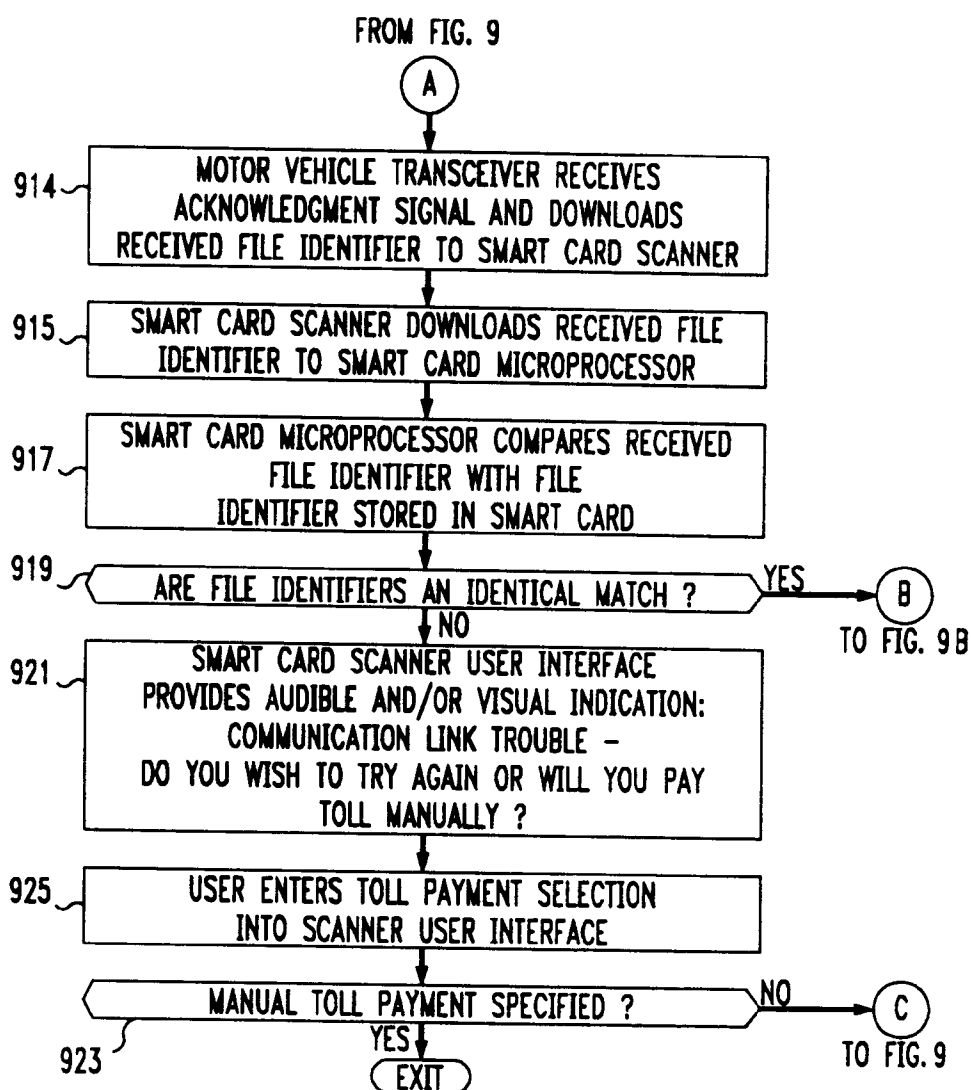 FROM FIG. 9
A
914
MOTOR VEHICLE TRANSCEIVER RECEIVES
ACKNOWLEDGMENT SIGNAL AND DOWNLOADS
RECEIVED FILE IDENTIFIER TO SMART CARD SCANNER
915
SMART CARD SCANNER DOWNLOADS RECEIVED FILE
IDENTIFIER TO SMART CARD MICROPROCESSOR
917
SMART CARD MICROPROCESSOR COMPARES RECEIVED
FILE IDENTIFIER WITH FILE
IDENTIFIER STORED IN SMART CARD
919
ARE FILE IDENTIFIERS AN IDENTICAL MATCH ?
YES
B
TO FIG. 9B
NO
921
SMART CARD SCANNER USER INTERFACE
PROVIDES AUDIBLE AND/OR VISUAL INDICATION:
COMMUNICATION LINK TROUBLE –
DO YOU WISH TO TRY AGAIN OR WILL YOU PAY
TOLL MANUALLY ?
925
USER ENTERS TOLL PAYMENT SELECTION
INTO SCANNER USER INTERFACE
MANUAL TOLL PAYMENT SPECIFIED ?
NO
C
TO FIG. 9
923
YES
EXIT